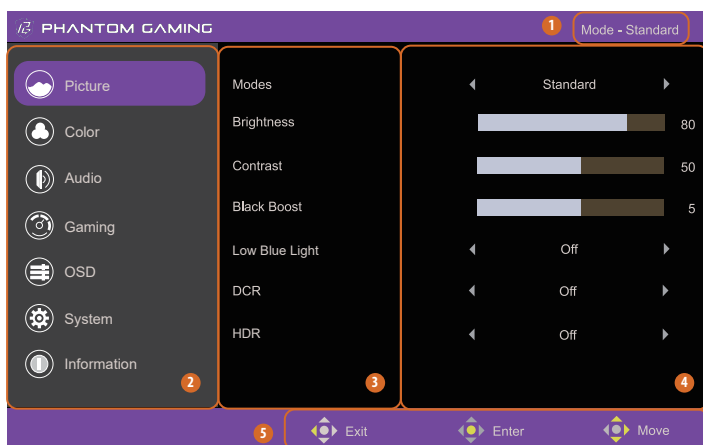 PHANTOM GAMING
1
Mode - Standard
Picture
Color
Audio
Gaming
OSD
System
Information
2
Modes
Brightness
Contrast
Black Boost
Low Blue Light
DCR
HDR
3
Standard
80
50
5
Off
Off
Off
4
5
Exit
Enter
Move